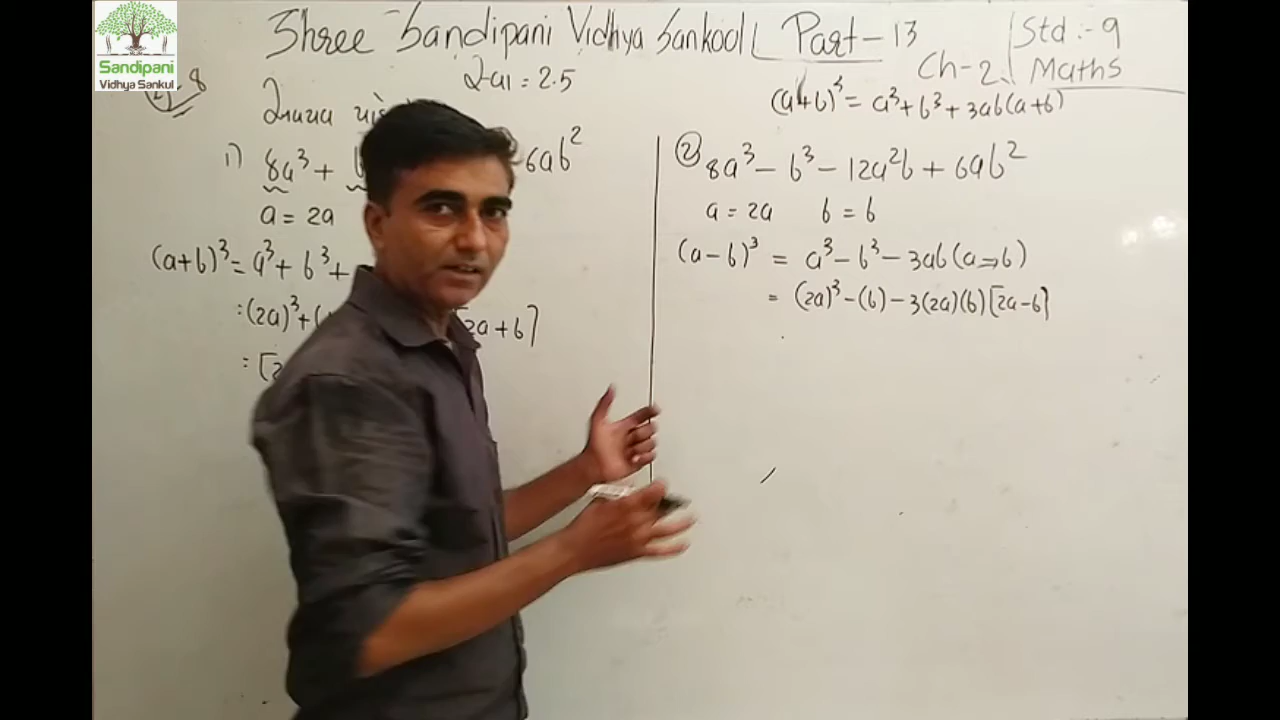 Sandipani
Vidhya Sankul
Shree Sandipani Vidhya Sankool
Part - 13
Std :- 9
Ch-2
Maths
8
= 2.5
(a+b)³ = a³+b³+3ab(a+b)
1) 8a³ +
6ab²
a = 2a
(a+b)³ = a³ + b³ +
: (2a)³ + (
2a + b]
: [2
② 8a³ - b³ - 12a²b + 6ab²
a = 2a b = b
(a-b)³ = a³ - b³ - 3ab(a-b)
= (2a)³ - (b) - 3(2a)(b)[2a-b]